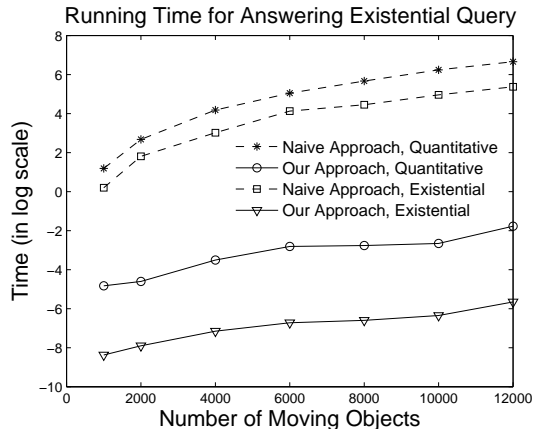 Running Time for Answering Existential Query
8
6
4
2
0
−2
−4
−6
−8
−10
Time (in log scale)
Naive Approach, Quantitative
Our Approach, Quantitative
Naive Approach, Existential
Our Approach, Existential
0 2000 4000 6000 8000 10000 12000
Number of Moving Objects